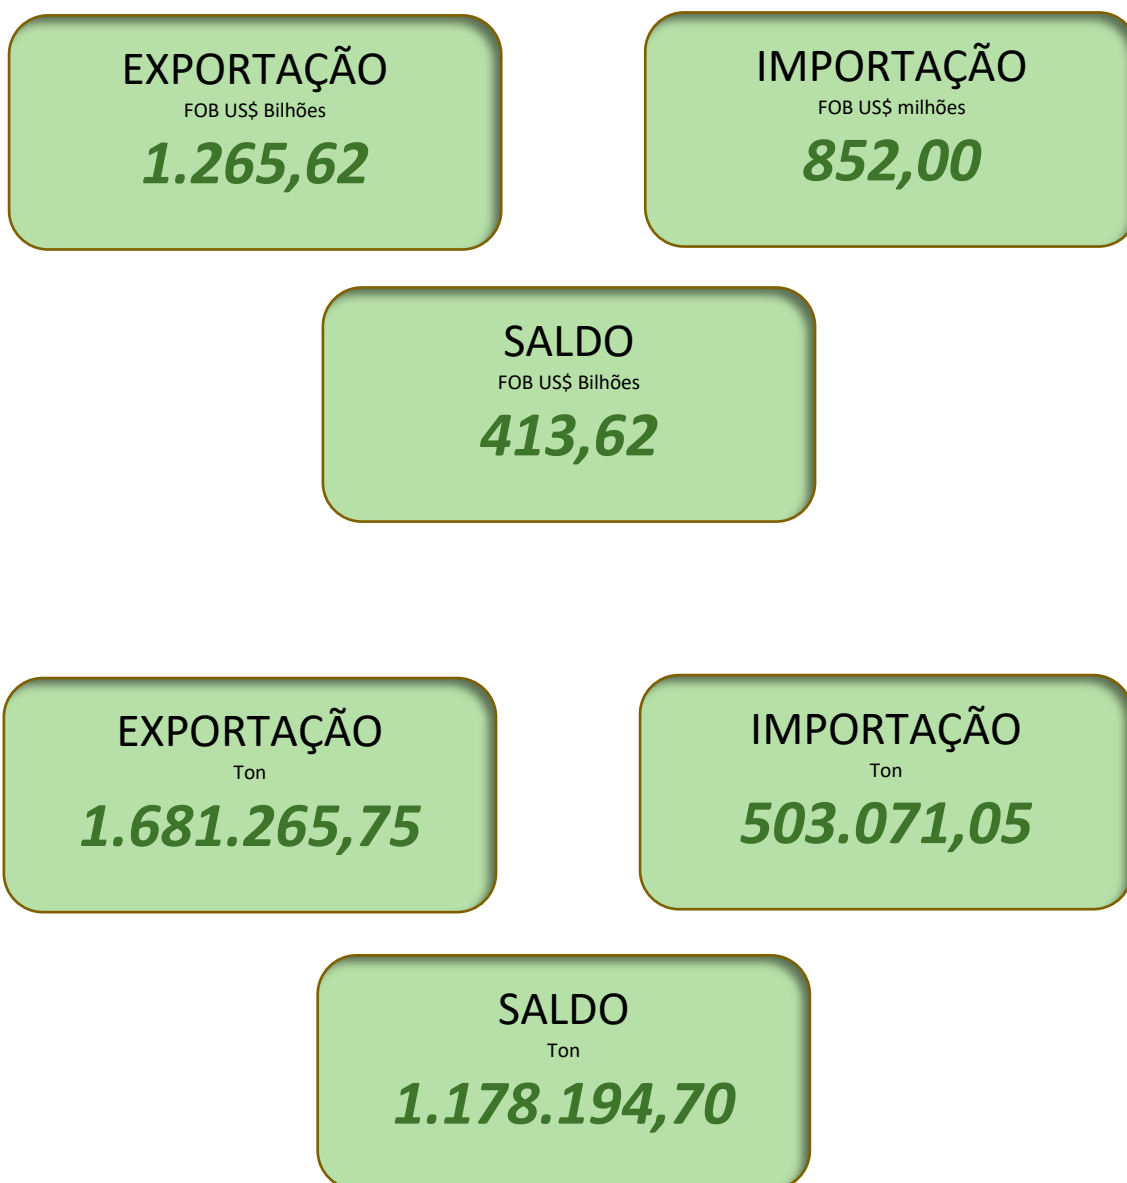 EXPORTAÇÃO
FOB US$ Bilhões
1.265,62
IMPORTAÇÃO
FOB US$ milhões
852,00
SALDO
FOB US$ Bilhões
413,62
EXPORTAÇÃO
Ton
1.681.265,75
IMPORTAÇÃO
Ton
503.071,05
SALDO
Ton
1.178.194,70